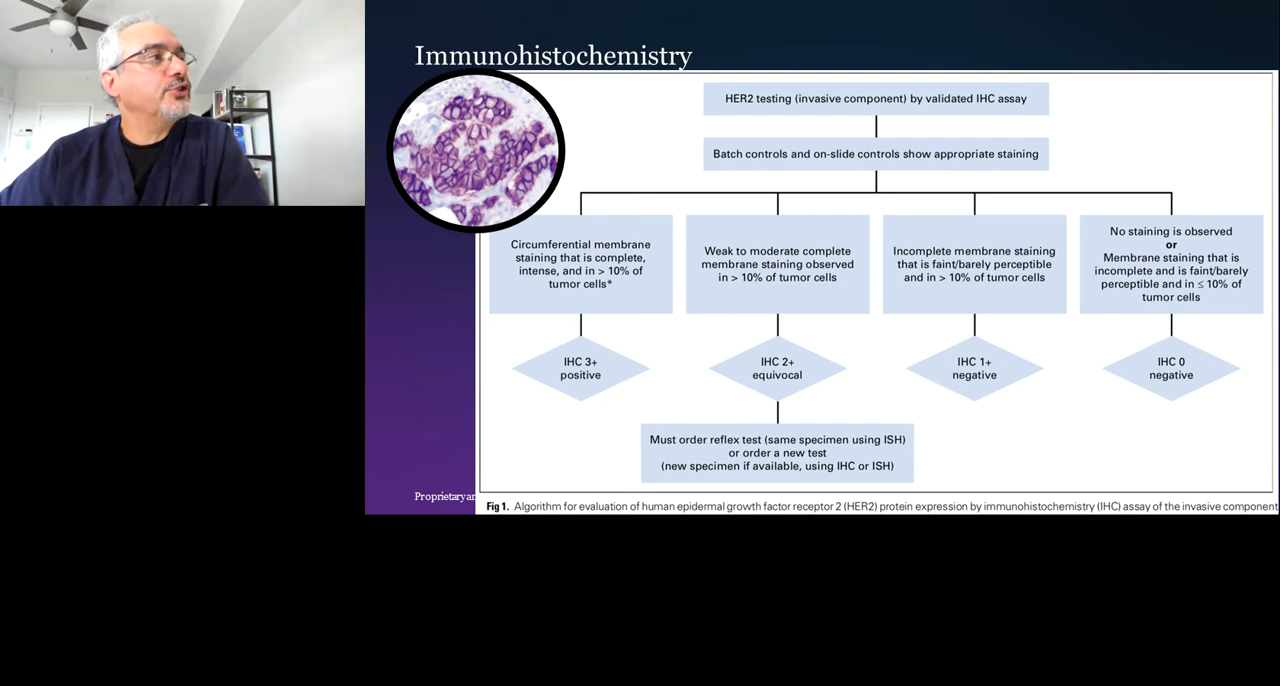 Immunohistochemistry
HER2 testing (invasive component) by validated IHC assay
Batch controls and on-slide controls show appropriate staining
Circumferential membrane
staining that is complete,
intense, and in > 10% of
tumor cells*
Weak to moderate complete
membrane staining observed
in > 10% of tumor cells
Incomplete membrane staining
that is faint/barely perceptible
and in > 10% of tumor cells
No staining is observed
or
Membrane staining that is
incomplete and is faint/barely
perceptible and in ≤ 10% of
tumor cells
IHC 3+
positive
IHC 2+
equivocal
IHC 1+
negative
IHC 0
negative
Must order reflex test (same specimen using ISH)
or order a new test
(new specimen if available, using IHC or ISH)
Proprietary
Fig 1. Algorithm for evaluation of human epidermal growth factor receptor 2 (HER2) protein expression by immunohistochemistry (IHC) assay of the invasive component